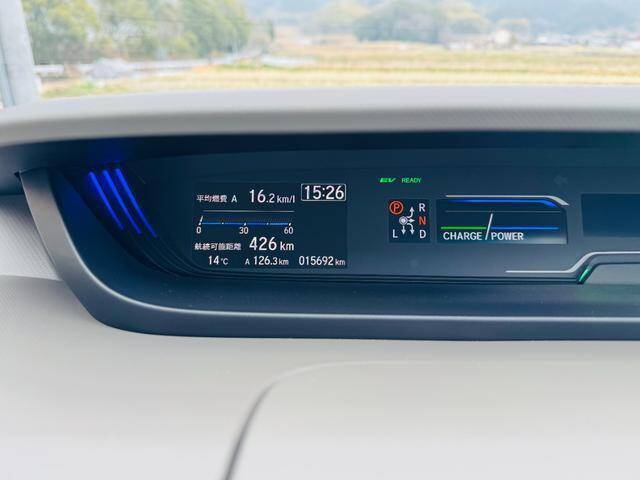 平均燃費 A 16.2 km/l 15:26
0 30 60
航続可能距離 426 km
14℃ A 126.3 km 015692 km
EV READY
P R
N
L D
CHARGE POWER